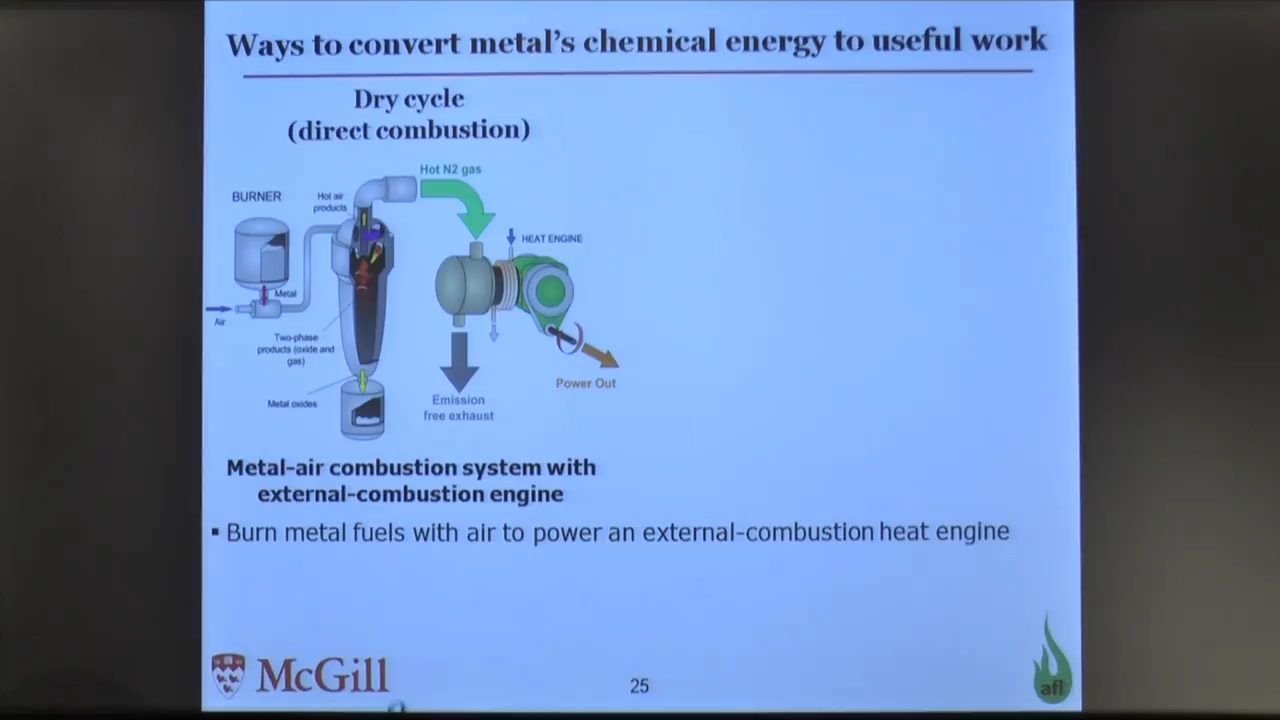 Ways to convert metal's chemical energy to useful work
Dry cycle
(direct combustion)
Hot N2 gas
BURNER
Hot air
products
HEAT ENGINE
Metal
Air
Two-phase
products (oxide and
gas)
Power Out
Metal oxides
Emission
free exhaust
Metal-air combustion system with
external-combustion engine
▪ Burn metal fuels with air to power an external-combustion heat engine
McGill
25
afl